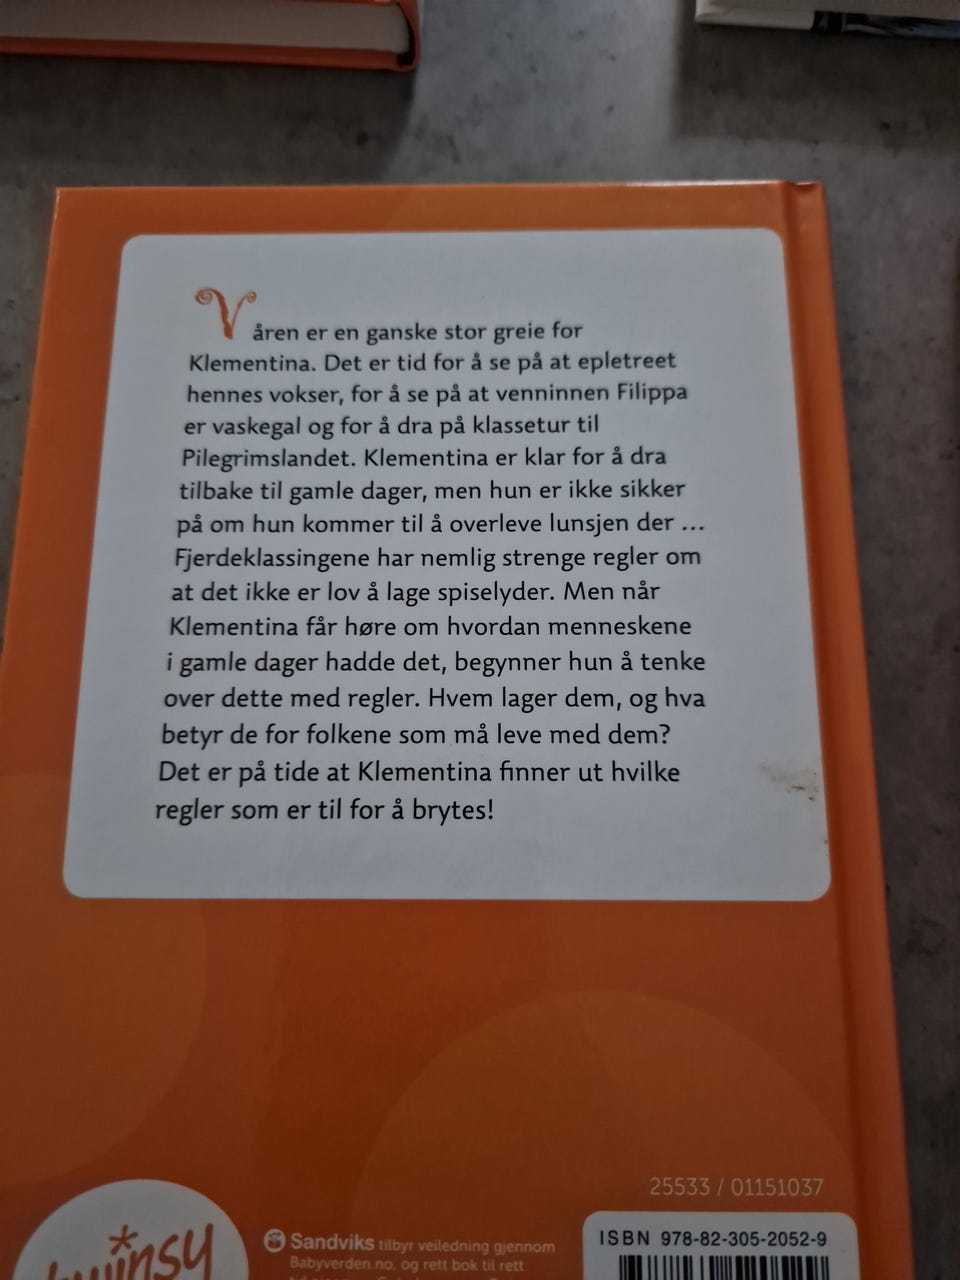 Våren er en ganske stor greie for
Klementina. Det er tid for å se på at epletreet
hennes vokser, for å se på at venninnen Filippa
er vaskegal og for å dra på klassetur til
Pilegrimslandet. Klementina er klar for å dra
tilbake til gamle dager, men hun er ikke sikker
på om hun kommer til å overleve lunsjen der ...
Fjerdeklassingene har nemlig strenge regler om
at det ikke er lov å lage spiselyder. Men når
Klementina får høre om hvordan menneskene
i gamle dager hadde det, begynner hun å tenke
over dette med regler. Hvem lager dem, og hva
betyr de for folkene som må leve med dem?
Det er på tide at Klementina finner ut hvilke
regler som er til for å brytes!
25533 / 01151037
ISBN 978-82-305-2052-9
Sandviks tilbyr veiledning gjennom
Babyverden.no, og rett bok til rett